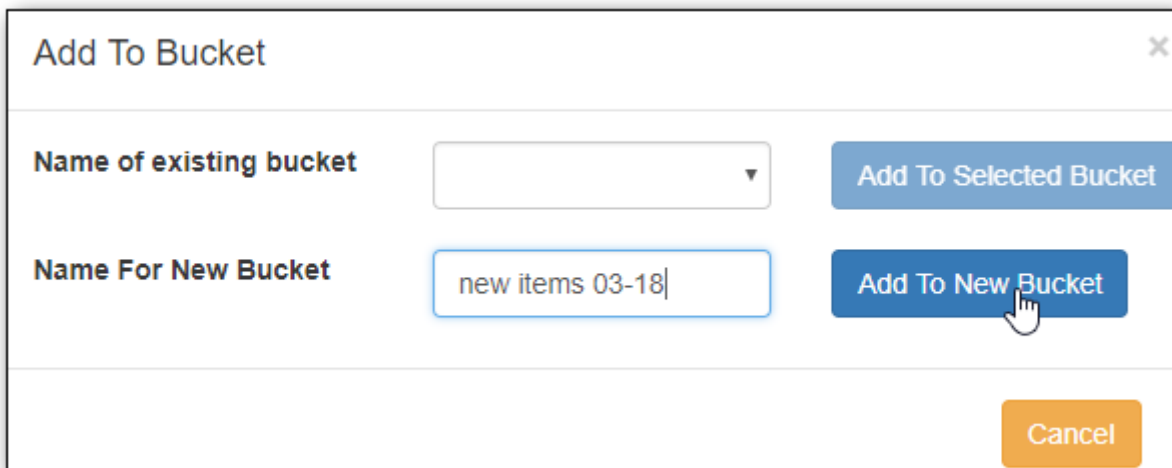 Add To Bucket
Name of existing bucket
Add To Selected Bucket
Name For New Bucket
new items 03-18
Add To New Bucket
Cancel